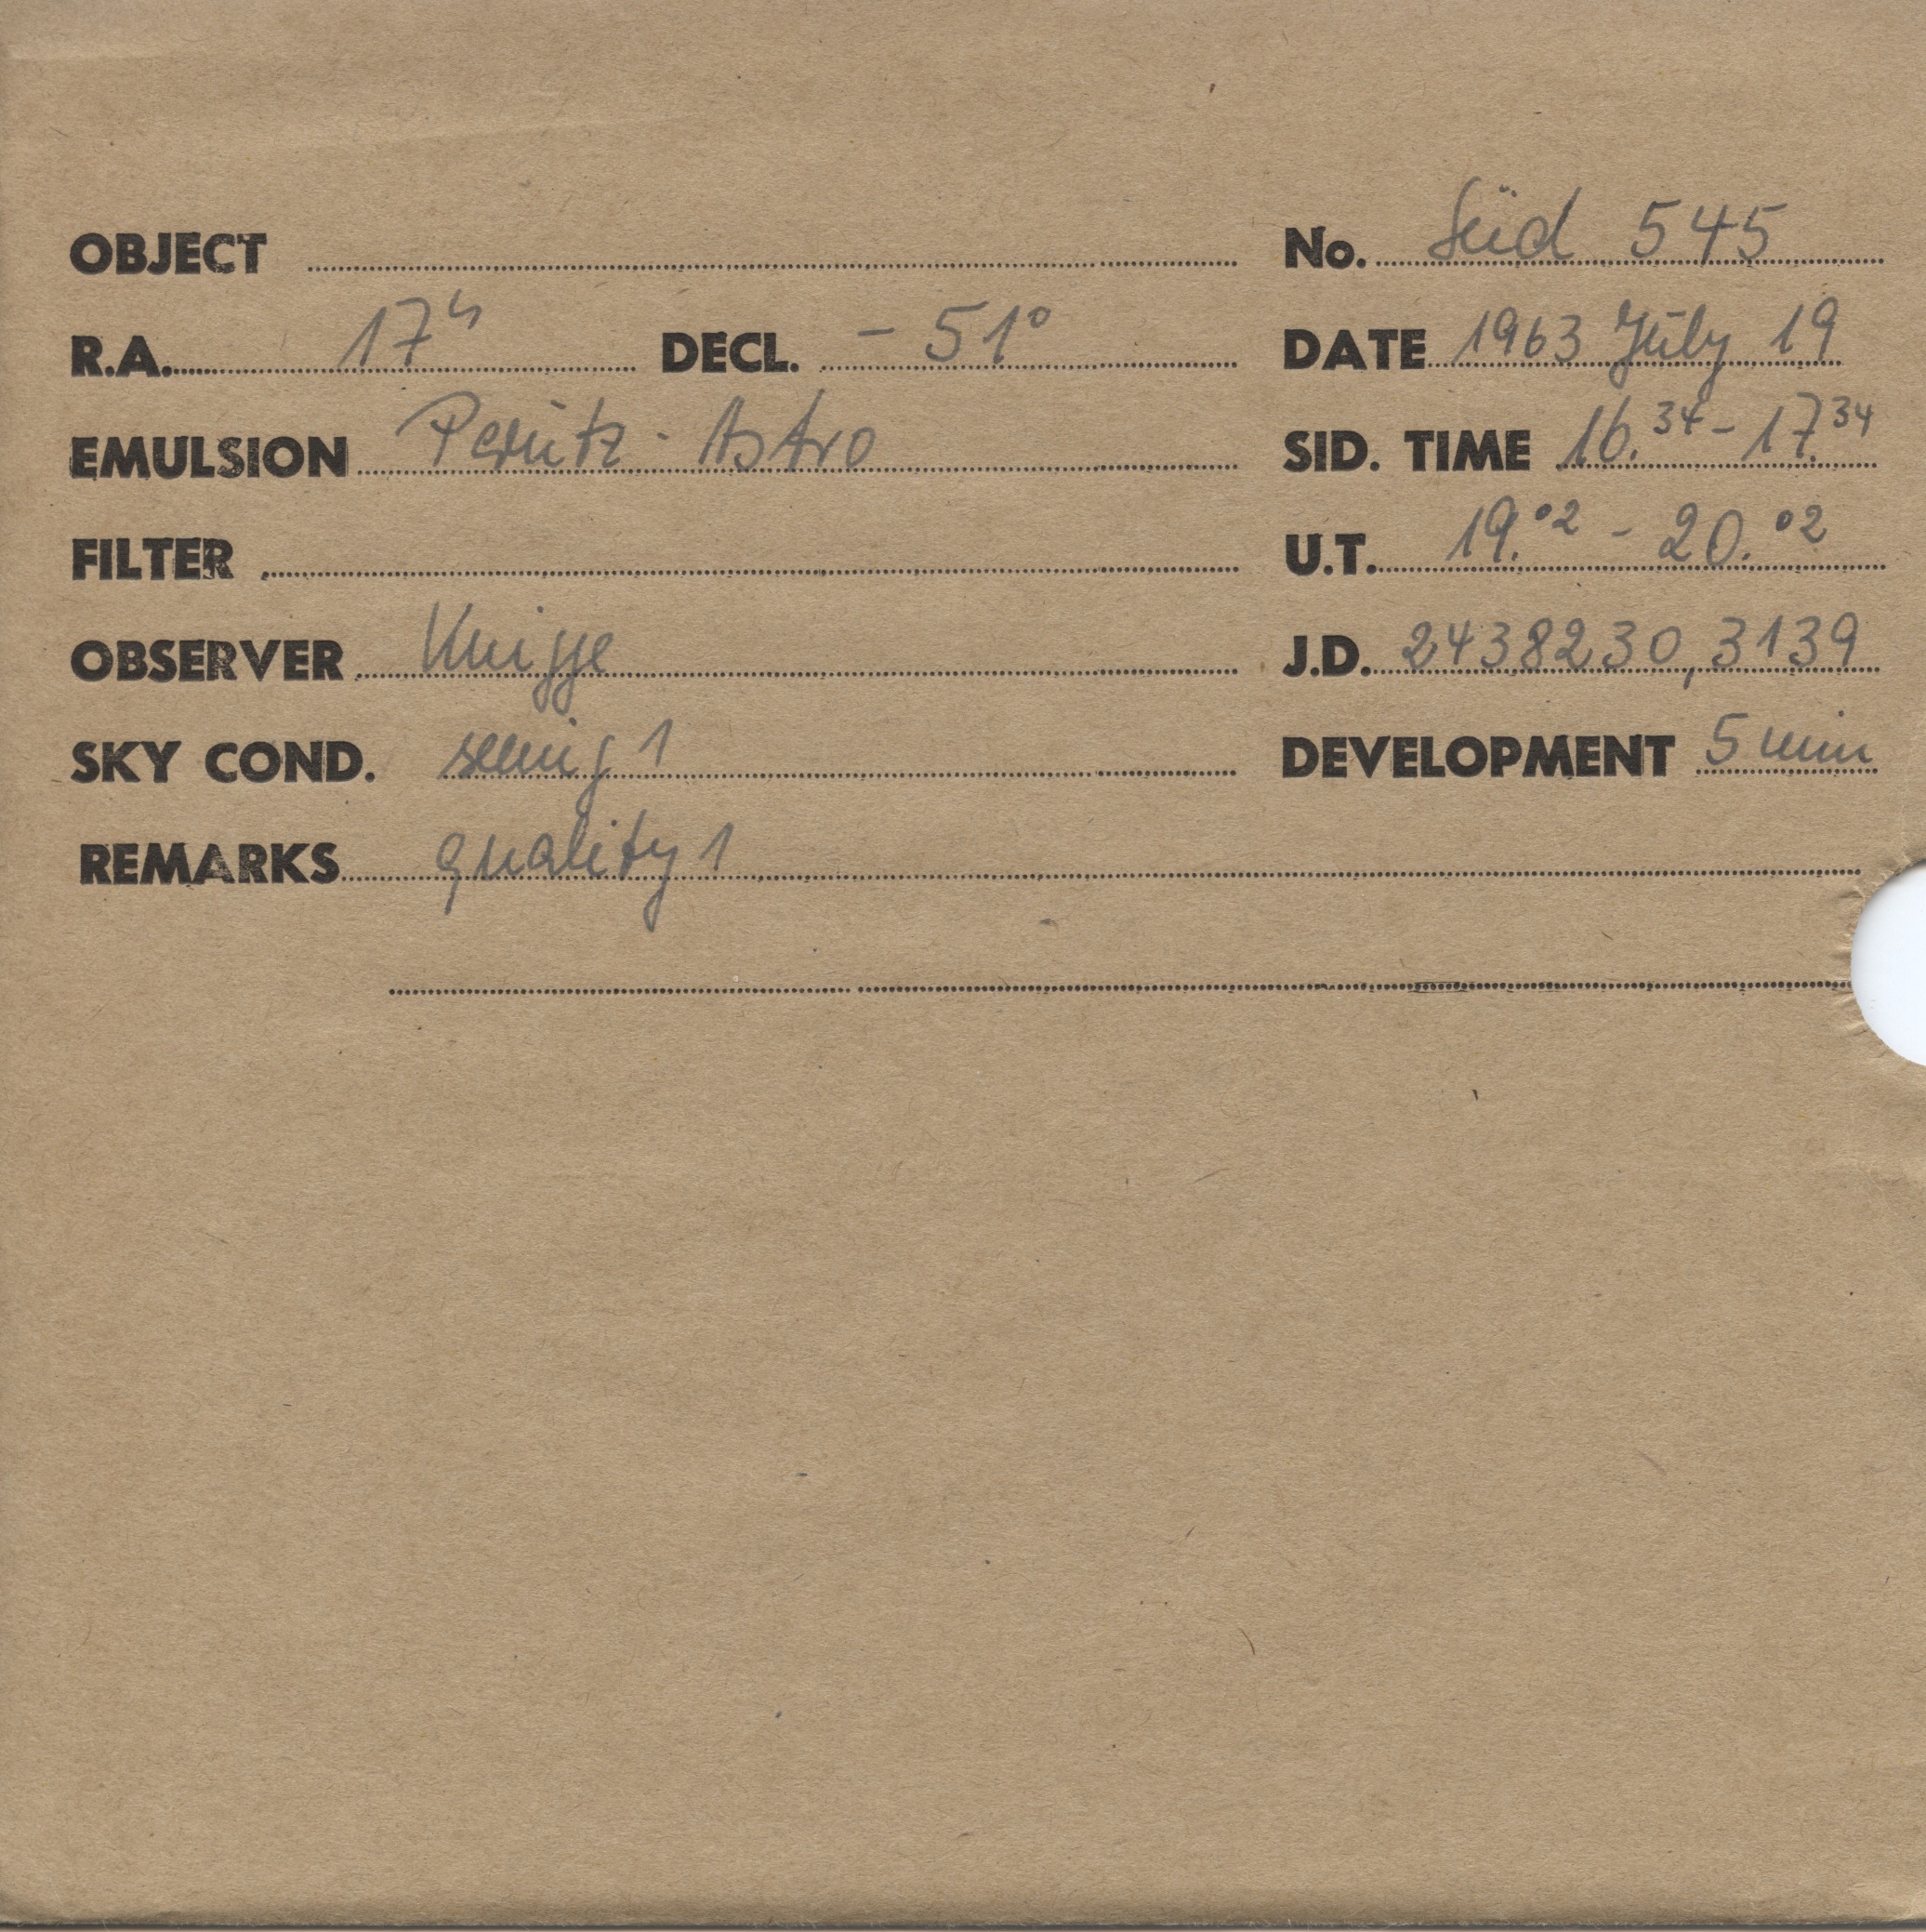 OBJECT No. Süd 545
R.A. 17h DECL. - 51° DATE 1963 July 19
EMULSION Perutz - Astro SID. TIME 16.34 - 17.34
FILTER U.T. 19.02 - 20.02
OBSERVER Knigge J.D. 2438230,3139
SKY COND. seeing 1 DEVELOPMENT 5 min
REMARKS quality 1